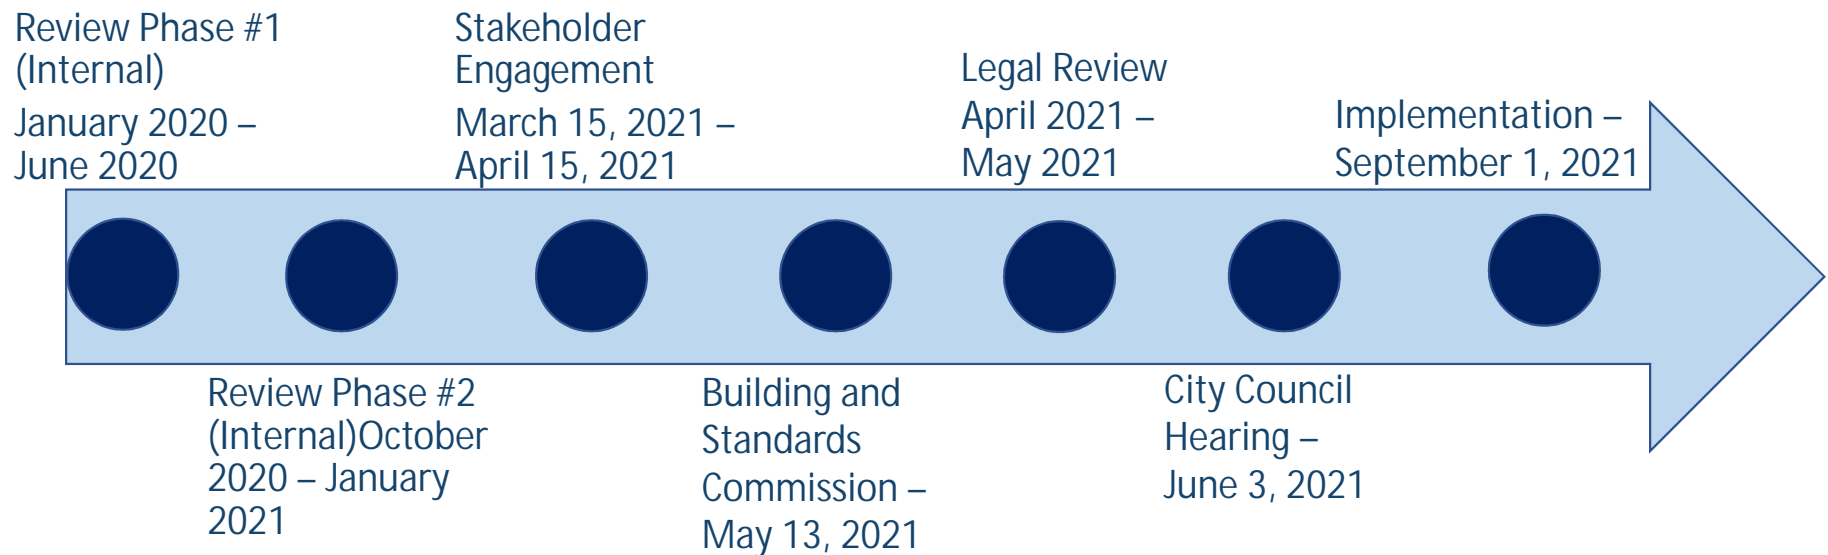 Review Phase #1
(Internal)
January 2020 –
June 2020
Stakeholder
Engagement
March 15, 2021 –
April 15, 2021
Legal Review
April 2021 –
May 2021
Implementation –
September 1, 2021
Review Phase #2
(Internal)October
2020 – January
2021
Building and
Standards
Commission –
May 13, 2021
City Council
Hearing –
June 3, 2021